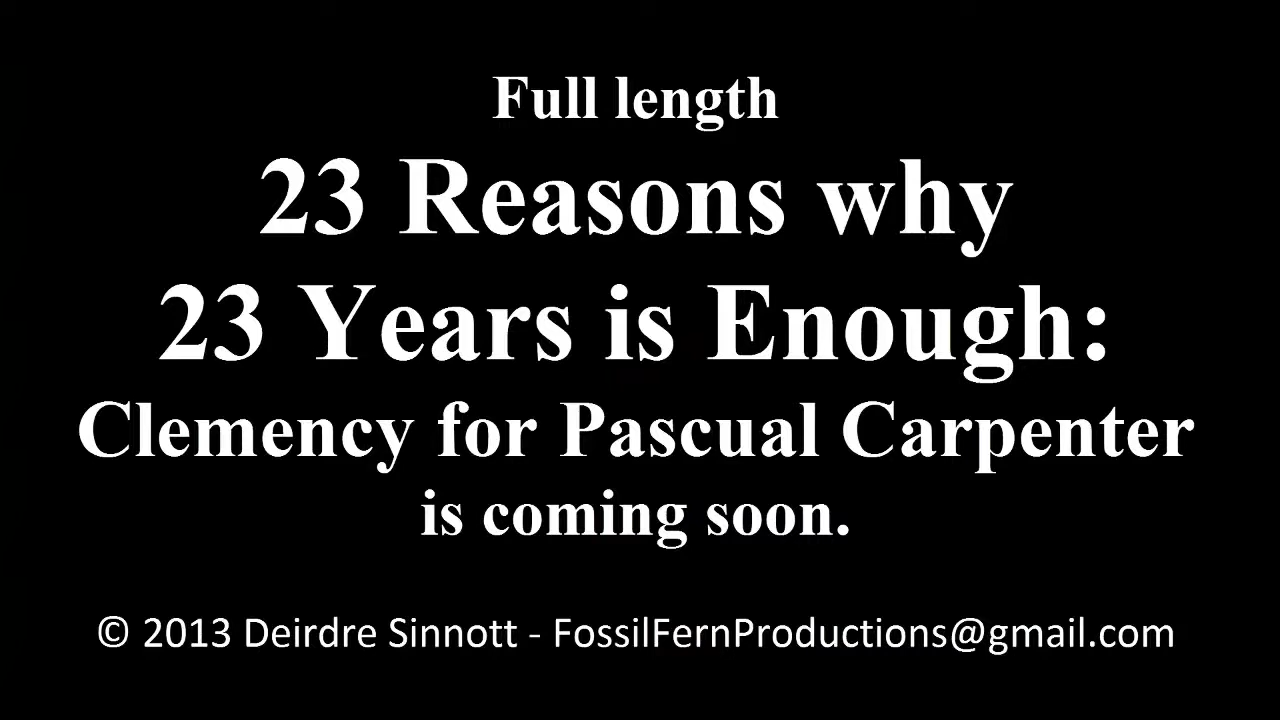 Full length
23 Reasons why
23 Years is Enough:
Clemency for Pascual Carpenter
is coming soon.
© 2013 Deirdre Sinnott - FossilFernProductions@gmail.com